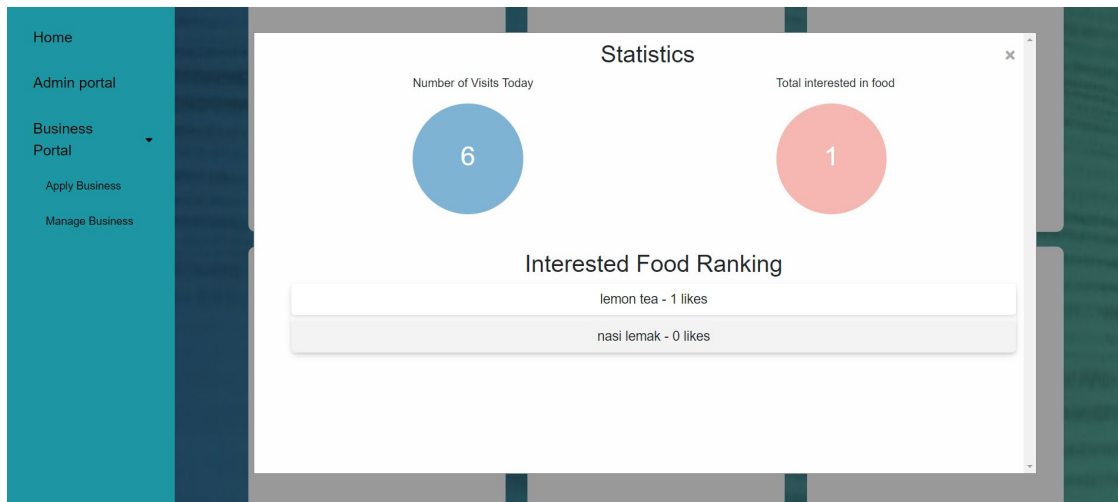 Home
Admin portal
Business
Portal
Apply Business
Manage Business
Statistics
×
Number of Visits Today
Total interested in food
6
1
Interested Food Ranking
lemon tea - 1 likes
nasi lemak - 0 likes